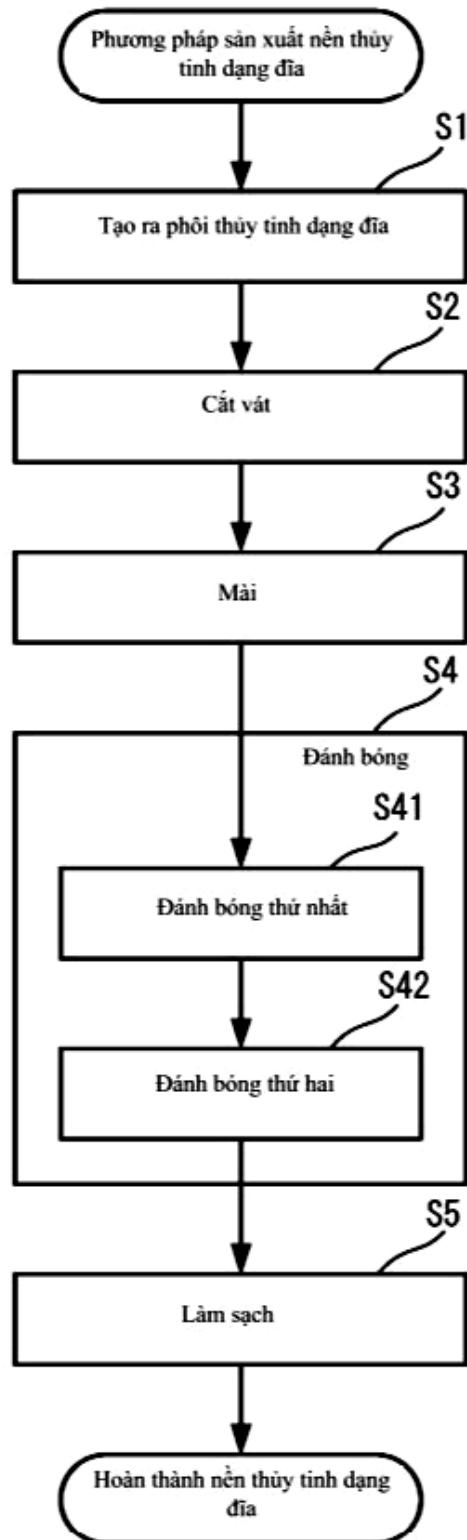 Phương pháp sản xuất nền thủy
tinh dạng đĩa
S1
Tạo ra phôi thủy tinh dạng đĩa
S2
Cắt vát
S3
Mài
S4
Đánh bóng
S41
Đánh bóng thứ nhất
S42
Đánh bóng thứ hai
S5
Làm sạch
Hoàn thành nền thủy tinh dạng
đĩa